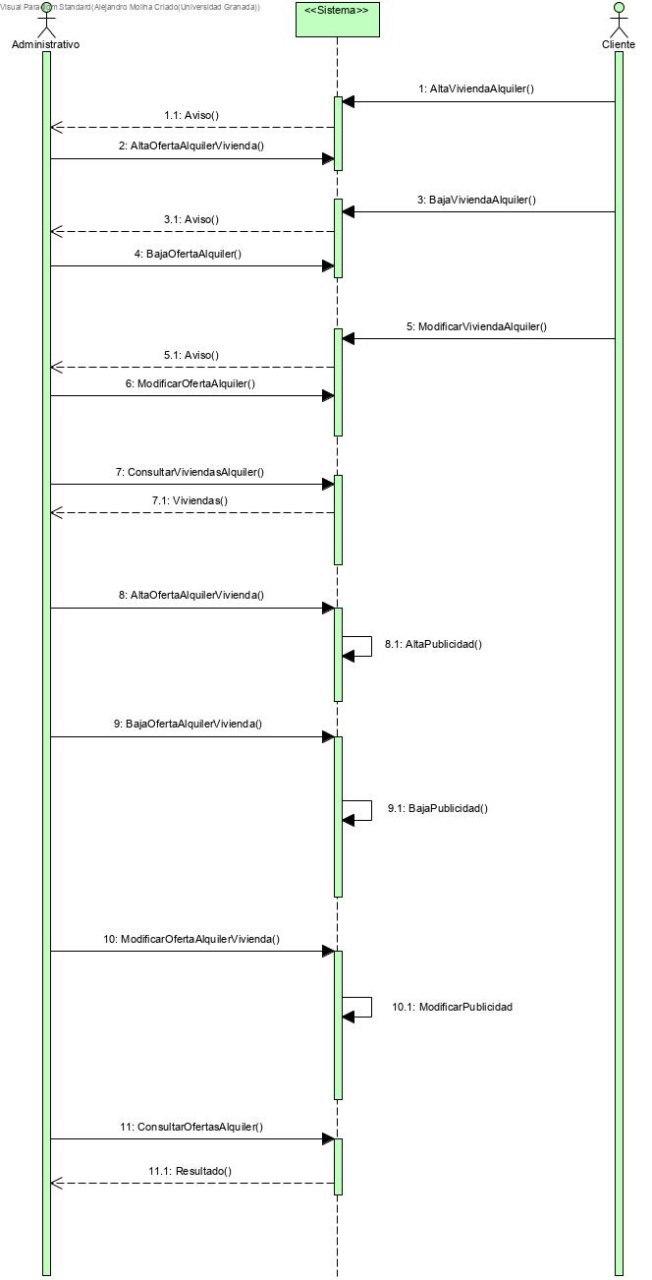 Visual Paradigm Standard(Alejandro Molina Criado(Universidad Granada))
<<Sistema>>
Administrativo
Cliente
1: AltaViviendaAlquiler()
1.1: Aviso()
2: AltaOfertaAlquilerVivienda()
3: BajaViviendaAlquiler()
3.1: Aviso()
4: BajaOfertaAlquiler()
5: ModificarViviendaAlquiler()
5.1: Aviso()
6: ModificarOfertaAlquiler()
7: ConsultarViviendasAlquiler()
7.1: Viviendas()
8: AltaOfertaAlquilerVivienda()
8.1: AltaPublicidad()
9: BajaOfertaAlquilerVivienda()
9.1: BajaPublicidad()
10: ModificarOfertaAlquilerVivienda()
10.1: ModificarPublicidad
11: ConsultarOfertasAlquiler()
11.1: Resultado()